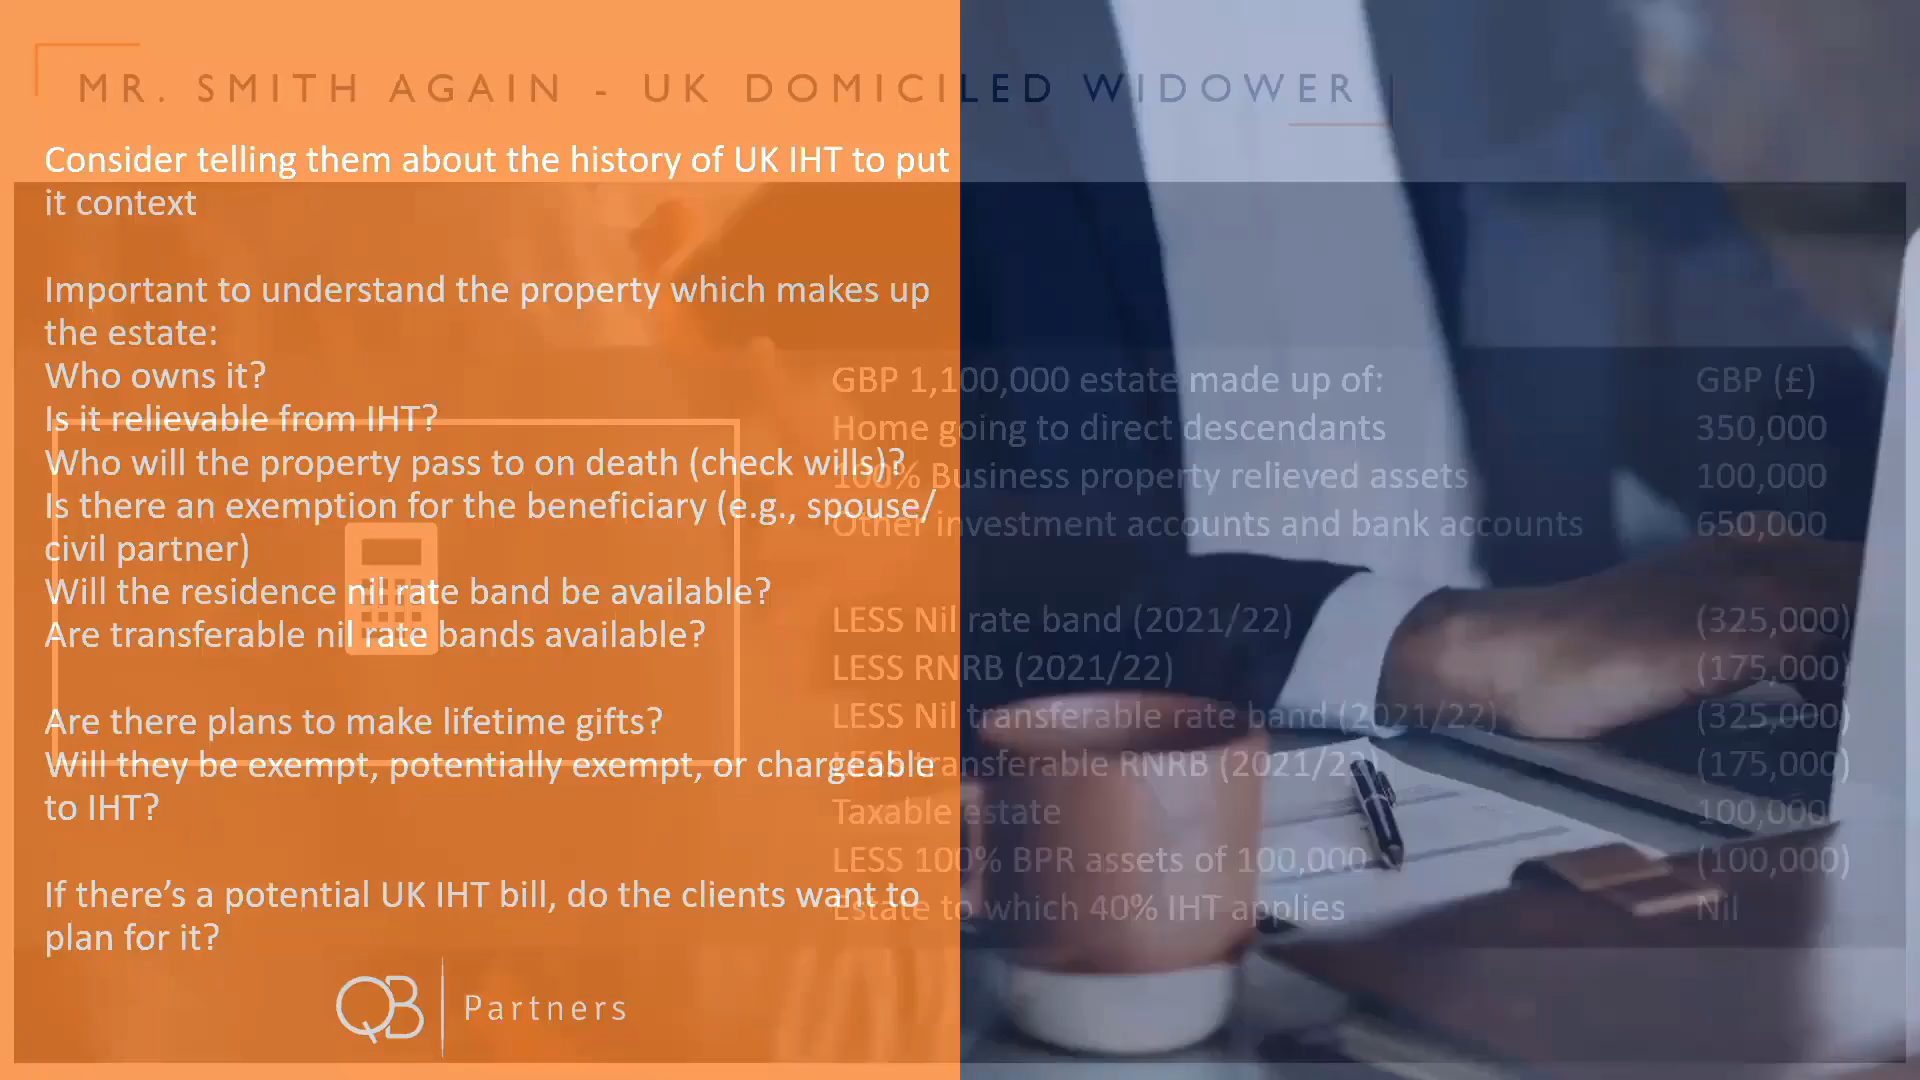 MR. SMITH AGAIN - UK DOMICILED WIDOWER
Consider telling them about the history of UK IHT to put
it context
Important to understand the property which makes up
the estate:
Who owns it?
Is it relievable from IHT?
Who will the property pass to on death (check wills)?
Is there an exemption for the beneficiary (e.g., spouse/
civil partner)
Will the residence nil rate band be available?
Are transferable nil rate bands available?
Are there plans to make lifetime gifts?
Will they be exempt, potentially exempt, or chargeable
to IHT?
If there’s a potential UK IHT bill, do the clients want to
plan for it?
GBP 1,100,000 estate made up of: GBP (£)
Home going to direct descendants 350,000
100% Business property relieved assets 100,000
Other investment accounts and bank accounts 650,000
LESS Nil rate band (2021/22) (325,000)
LESS RNRB (2021/22) (175,000)
LESS Nil transferable rate band (2021/22) (325,000)
LESS transferable RNRB (2021/22) (175,000)
Taxable estate 100,000
LESS 100% BPR assets of 100,000 (100,000)
Estate to which 40% IHT applies Nil
QB Partners